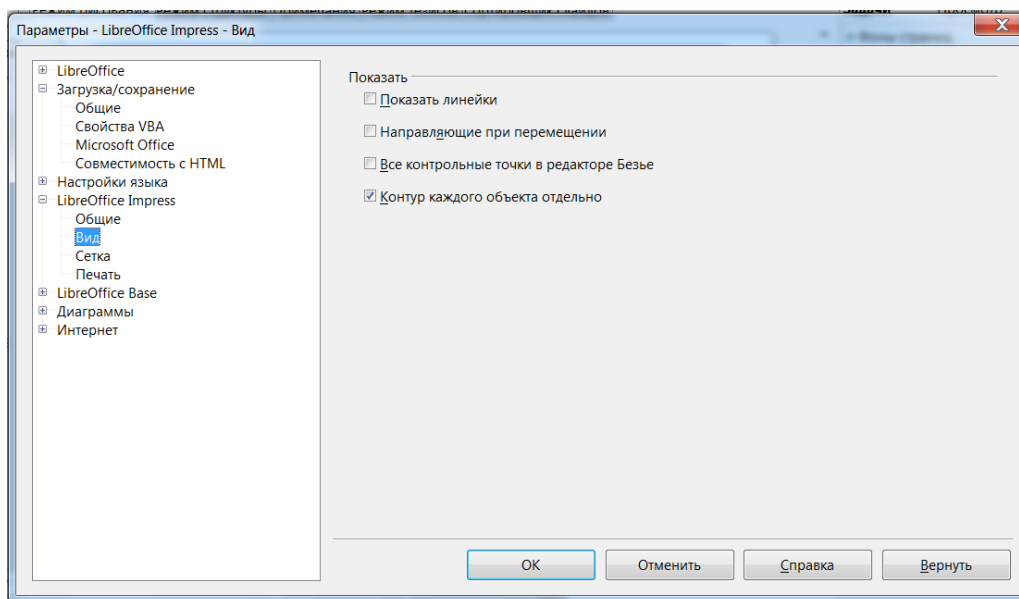 Задачи
Параметры - LibreOffice Impress - Вид
LibreOffice
Загрузка/сохранение
Общие
Свойства VBA
Microsoft Office
Совместимость с HTML
Настройки языка
LibreOffice Impress
Общие
Вид
Сетка
Печать
LibreOffice Base
Диаграммы
Интернет
Показать
Показать линейки
Направляющие при перемещении
Все контрольные точки в редакторе Безье
Контур каждого объекта отдельно
ОК
Отменить
Справка
Вернуть